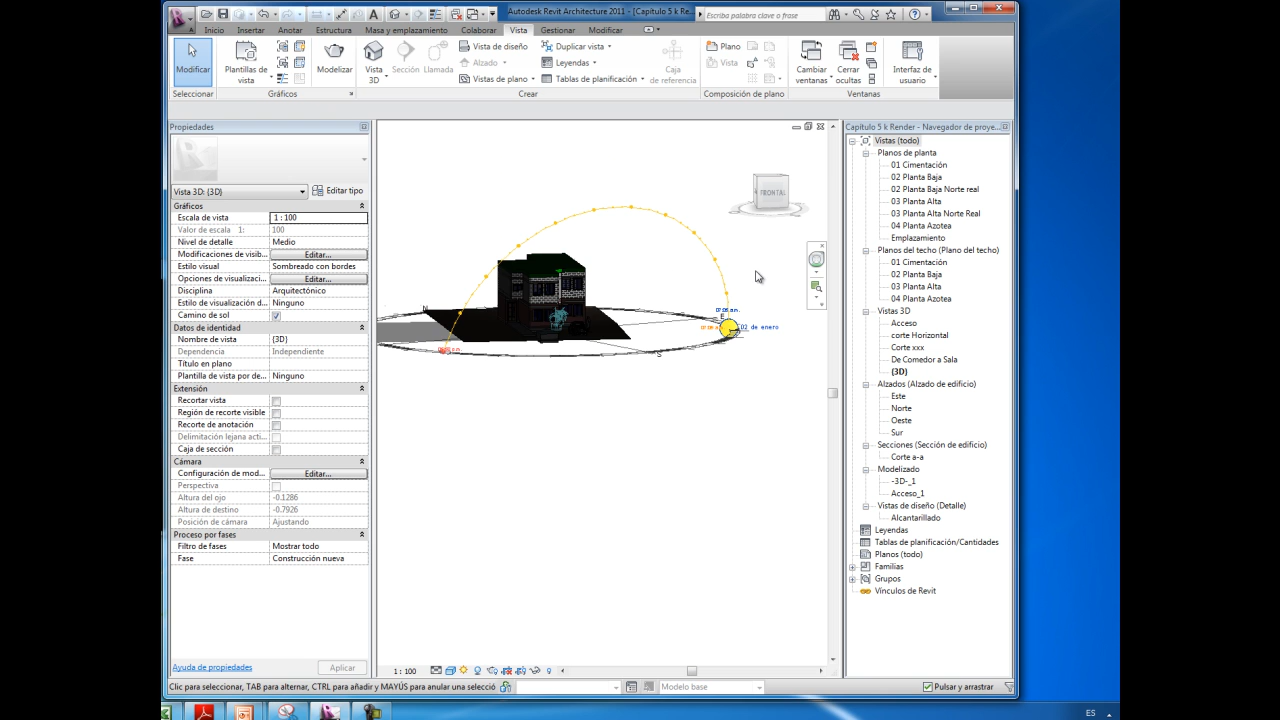 Autodesk Revit Architecture 2011 - [Capítulo 5 k Re...
Escriba palabra clave o frase
Inicio Insertar Anotar Estructura Masa y emplazamiento Colaborar Vista Gestionar Modificar
Modificar
Plantillas de vista
Modelizar
Vista 3D
Sección
Llamada
Vista de diseño
Alzado
Vistas de plano
Duplicar vista
Leyendas
Tablas de planificación
Caja de referencia
Plano
Vista
Cambiar ventanas
Cerrar ocultas
Interfaz de usuario
Seleccionar Gráficos Crear Composición de plano Ventanas
Propiedades
Vista 3D: {3D} Editar tipo
Gráficos
Escala de vista 1 : 100
Valor de escala 1: 100
Nivel de detalle Medio
Modificaciones de visib... Editar...
Estilo visual Sombreado con bordes
Opciones de visualizaci... Editar...
Disciplina Arquitectónico
Estilo de visualización d... Ninguno
Camino de sol
Datos de identidad
Nombre de vista {3D}
Dependencia Independiente
Título en plano
Plantilla de vista por de... Ninguno
Extensión
Recortar vista
Región de recorte visible
Recorte de anotación
Delimitación lejana acti...
Caja de sección
Cámara
Configuración de mod... Editar...
Perspectiva
Altura del ojo -0.1286
Altura de destino -0.7926
Posición de cámara Ajustando
Proceso por fases
Filtro de fases Mostrar todo
Fase Construcción nueva
Ayuda de propiedades Aplicar
FRONTAL
N
E
02 de enero
S
1 : 100
Capítulo 5 k Render - Navegador de proye...
Vistas (todo)
Planos de planta
01 Cimentación
02 Planta Baja
02 Planta Baja Norte real
03 Planta Alta
03 Planta Alta Norte Real
04 Planta Azotea
Emplazamiento
Planos del techo (Plano del techo)
01 Cimentación
02 Planta Baja
03 Planta Alta
04 Planta Azotea
Vistas 3D
Acceso
corte Horizontal
Corte xxx
De Comedor a Sala
{3D}
Alzados (Alzado de edificio)
Este
Norte
Oeste
Sur
Secciones (Sección de edificio)
Corte a-a
Modelizado
-3D-_1
Acceso_1
Vistas de diseño (Detalle)
Alcantarillado
Leyendas
Tablas de planificación/Cantidades
Planos (todo)
Familias
Grupos
Vínculos de Revit
Clic para seleccionar, TAB para alternar, CTRL para añadir y MAYÚS para anular una selecció
Modelo base
Pulsar y arrastrar
ES